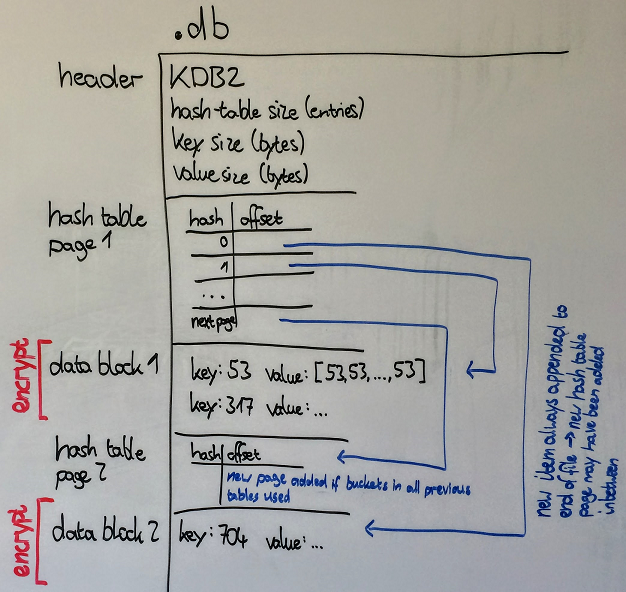 .db
header
KDB2
hash-table size (entries)
key size (bytes)
value size (bytes)
hash table
page 1
hash offset
0
1
...
next page
encrypt
data block 1
key: 53 value: [53,53,...,53]
key: 317 value: ...
hash table
page 2
hash offset
new page added if buckets in all previous
tables used
encrypt
data block 2
key: 704 value: ...
new item always appended to
end of file → new hash table
page may have been added
inbetween